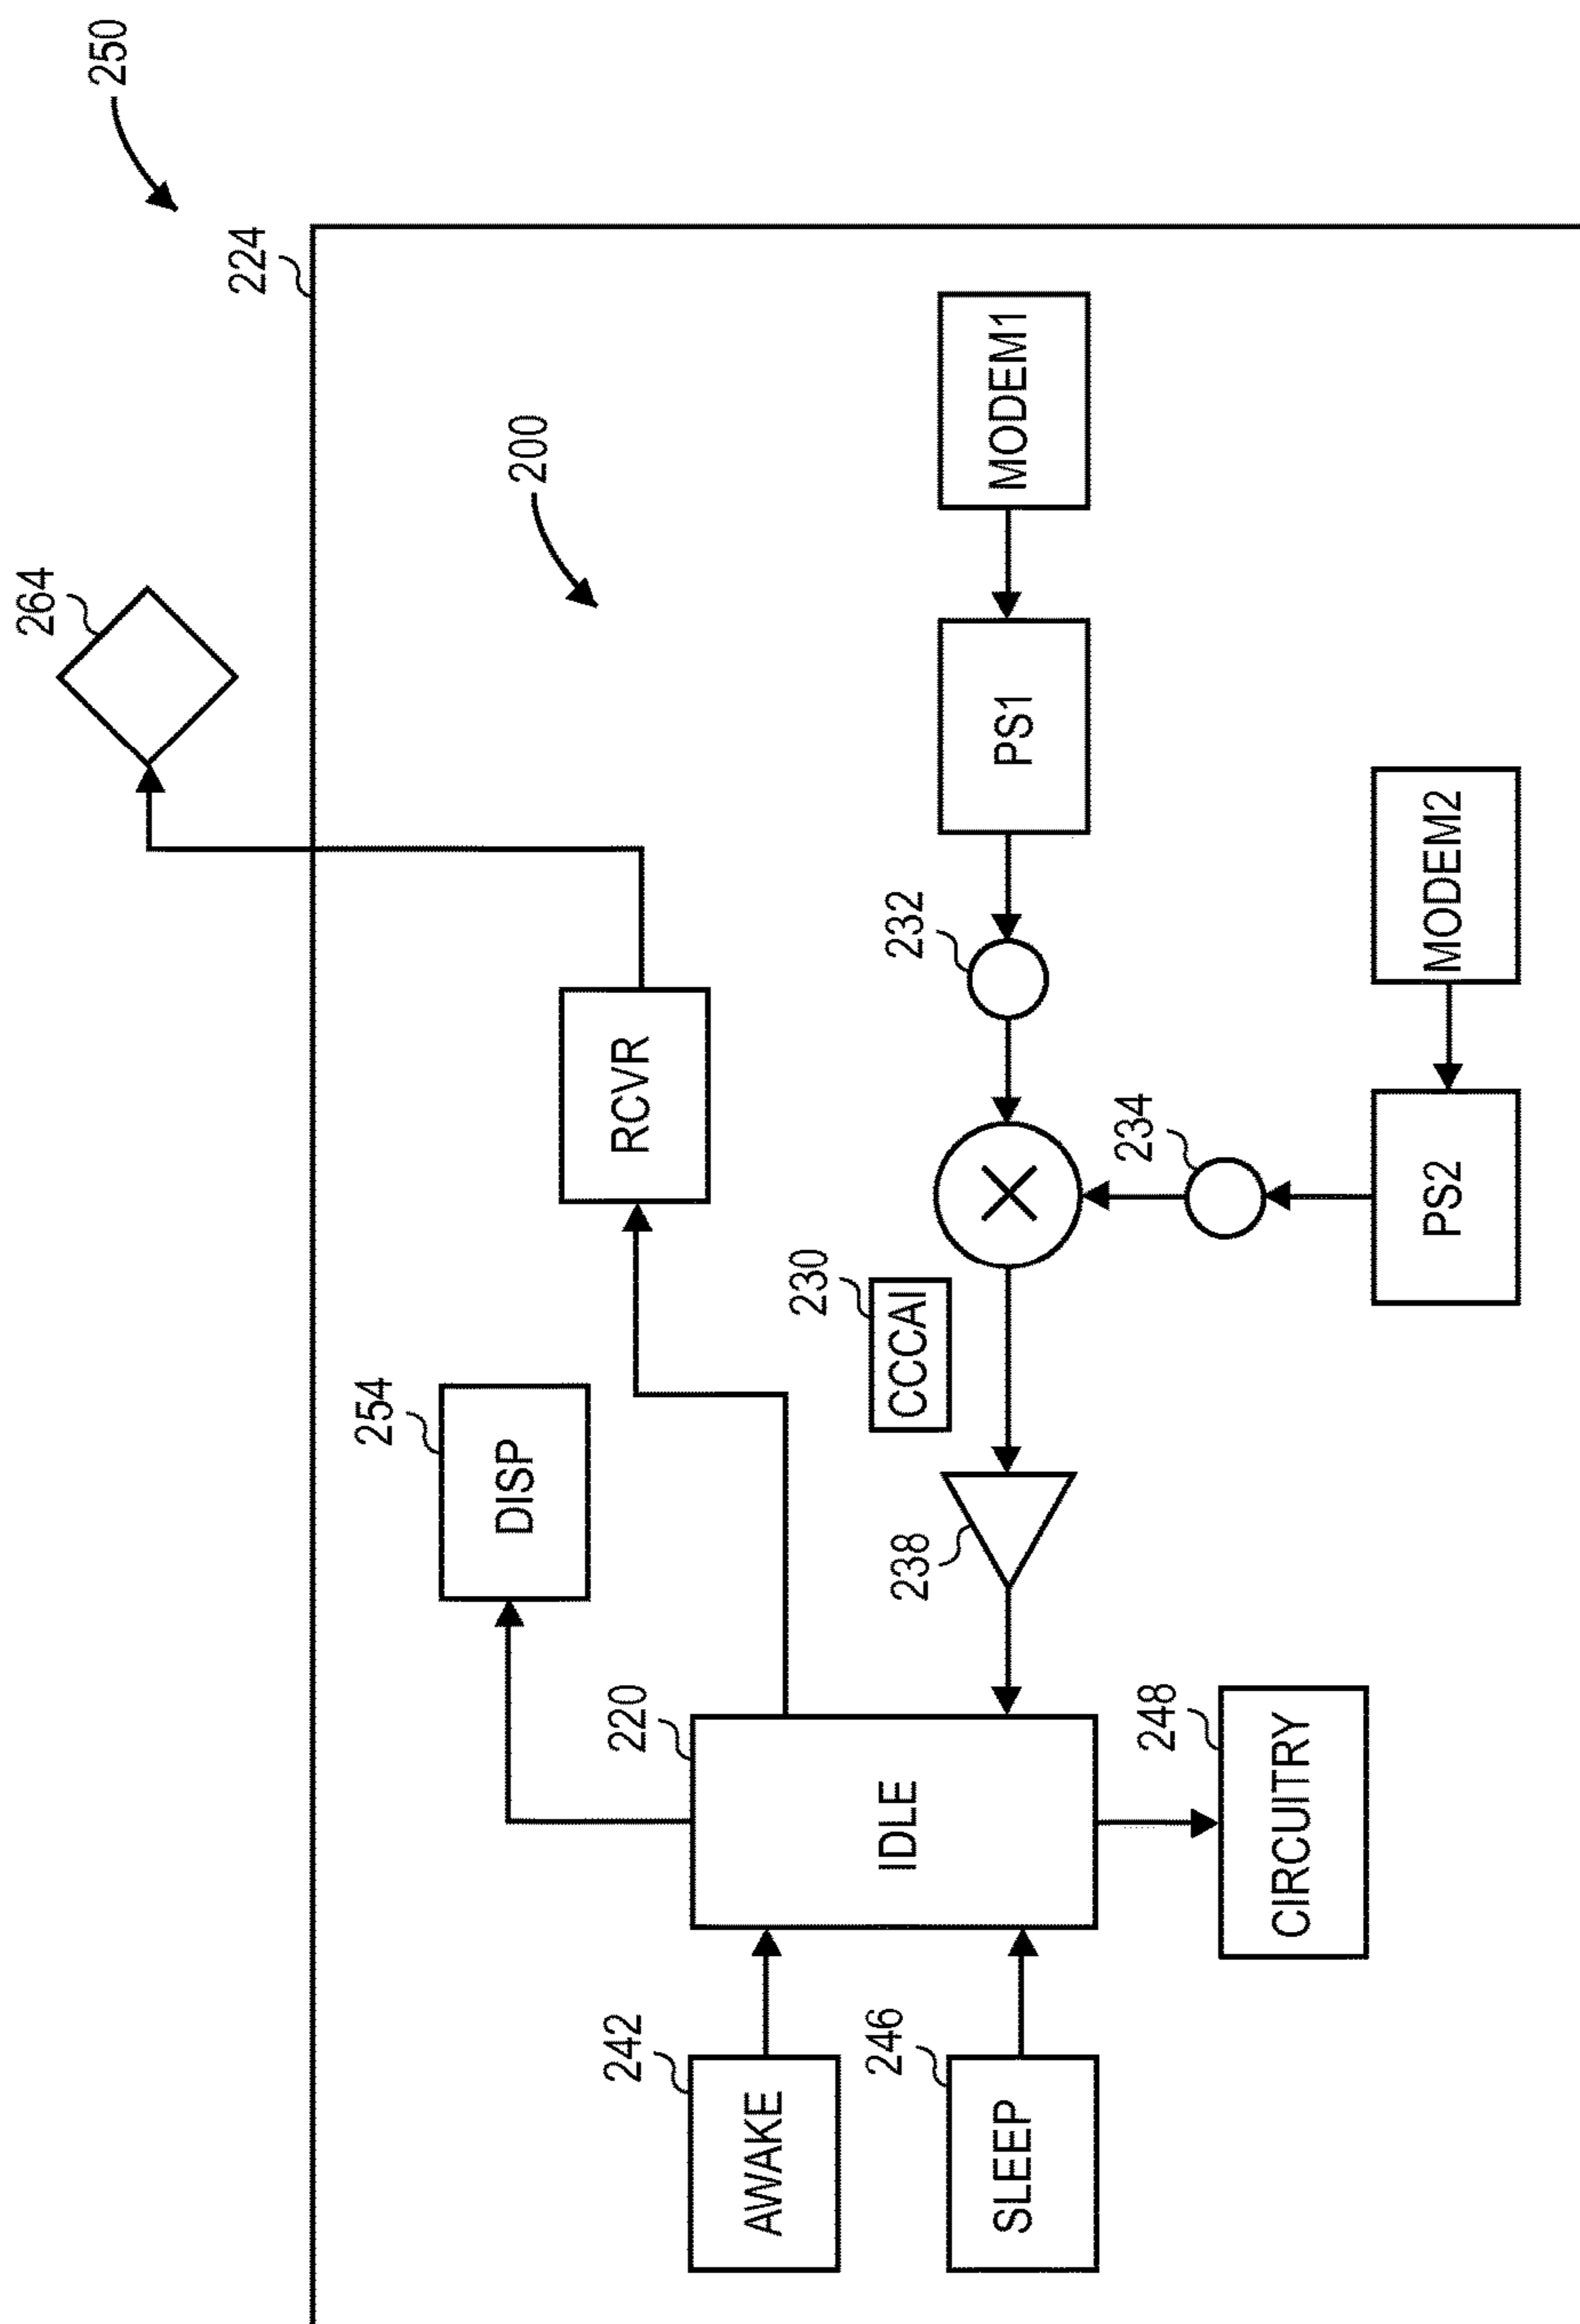 250
224
264
200
254
DISP
RCVR
220
IDLE
242
AWAKE
246
SLEEP
248
CIRCUITRY
238
230
CCCAI
232
234
PS1
MODEM1
PS2
MODEM2